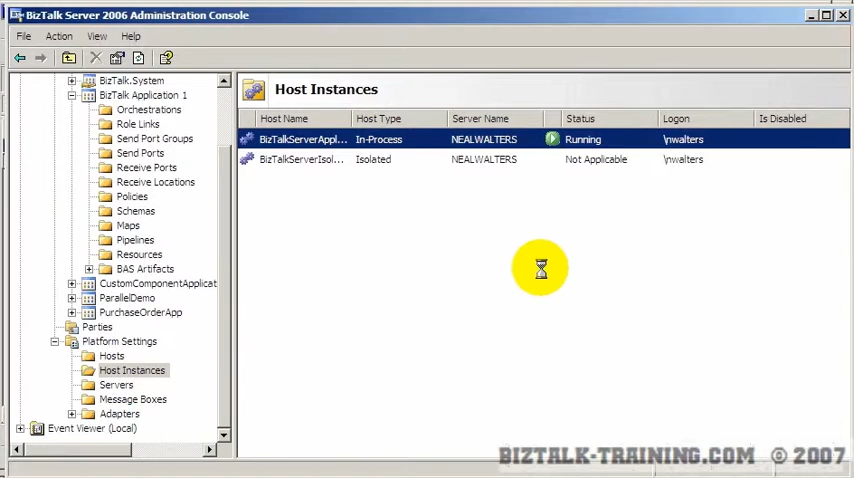 BizTalk Server 2006 Administration Console
File Action View Help
BizTalk.System
BizTalk Application 1
Orchestrations
Role Links
Send Port Groups
Send Ports
Receive Ports
Receive Locations
Policies
Schemas
Maps
Pipelines
Resources
BAS Artifacts
CustomComponentApplicat
ParallelDemo
PurchaseOrderApp
Parties
Platform Settings
Hosts
Host Instances
Servers
Message Boxes
Adapters
Event Viewer (Local)
Host Instances
Host Name Host Type Server Name Status Logon Is Disabled
BizTalkServerAppl... In-Process NEALWALTERS Running \nwalters
BizTalkServerIsol... Isolated NEALWALTERS Not Applicable \nwalters
BIZTALK-TRAINING.COM © 2007